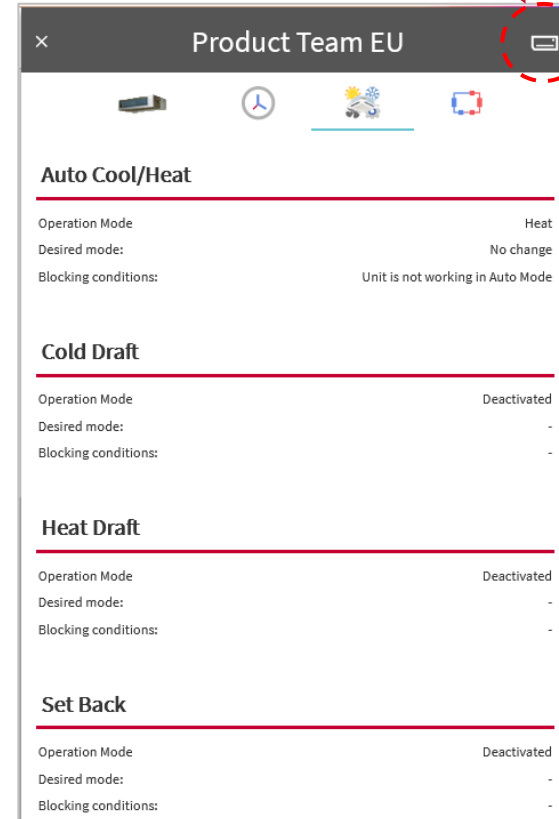 × Product Team EU
Auto Cool/Heat
Operation Mode Heat
Desired mode: No change
Blocking conditions: Unit is not working in Auto Mode
Cold Draft
Operation Mode Deactivated
Desired mode: -
Blocking conditions: -
Heat Draft
Operation Mode Deactivated
Desired mode: -
Blocking conditions: -
Set Back
Operation Mode Deactivated
Desired mode: -
Blocking conditions: -